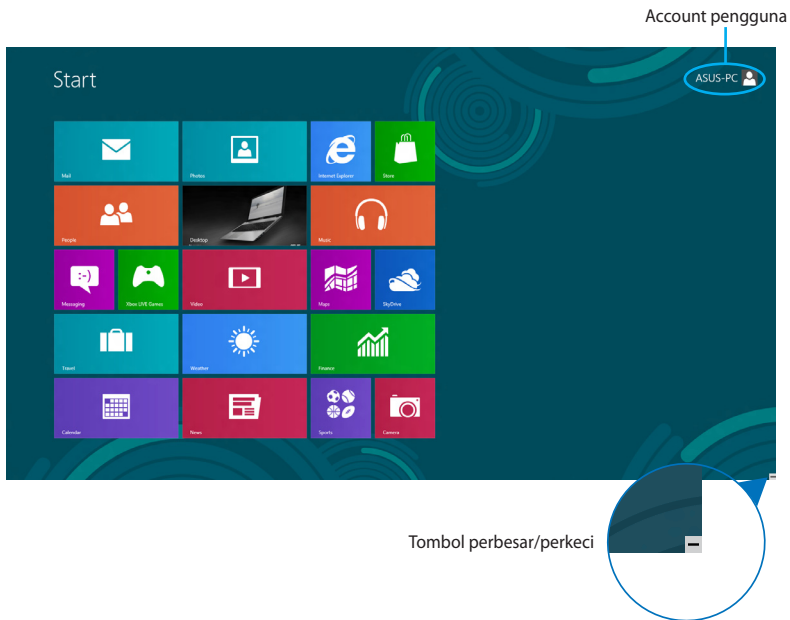 Account pengguna
Start
ASUS-PC
Mail
Photos
Internet Explorer
Store
People
Desktop
Music
Messaging
Xbox LIVE Games
Video
Maps
SkyDrive
Travel
Weather
Finance
Calendar
News
Sports
Camera
Tombol perbesar/perkeci